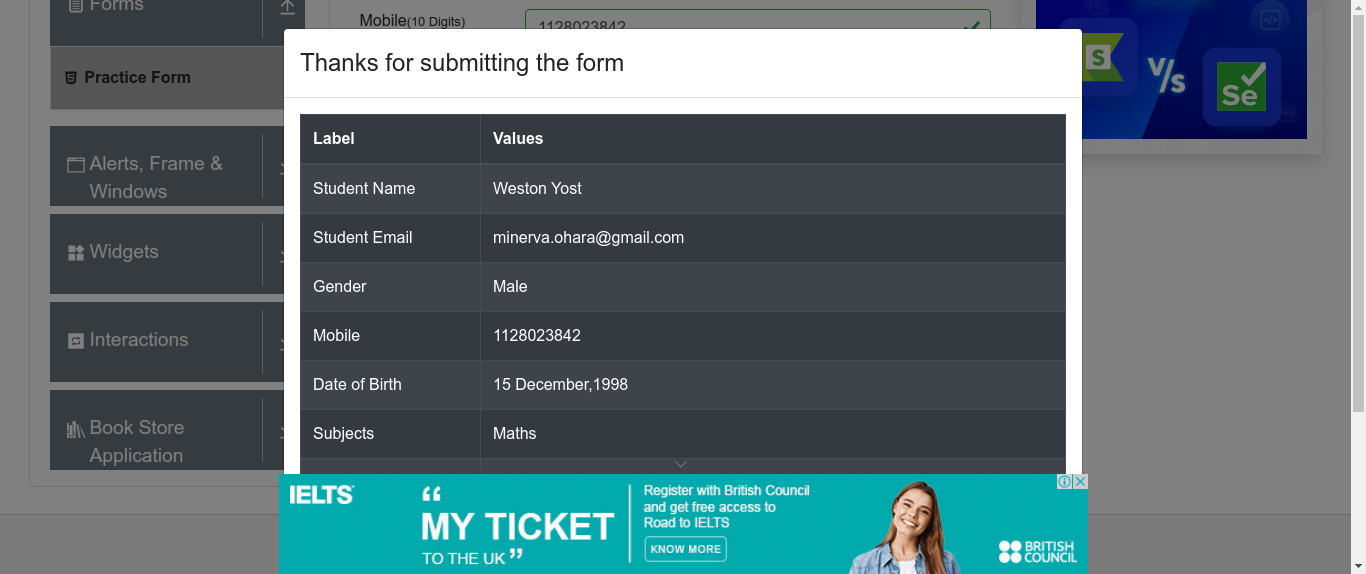 Forms
Mobile(10 Digits)
1128023842
Thanks for submitting the form
Practice Form
Label Values
Student Name Weston Yost
Student Email minerva.ohara@gmail.com
Gender Male
Mobile 1128023842
Date of Birth 15 December,1998
Subjects Maths
Alerts, Frame &
Windows
Widgets
Interactions
Book Store
Application
S
V/S
Se
IELTS
“
MY TICKET
TO THE UK ”
Register with British Council
and get free access to
Road to IELTS
KNOW MORE
BRITISH
COUNCIL